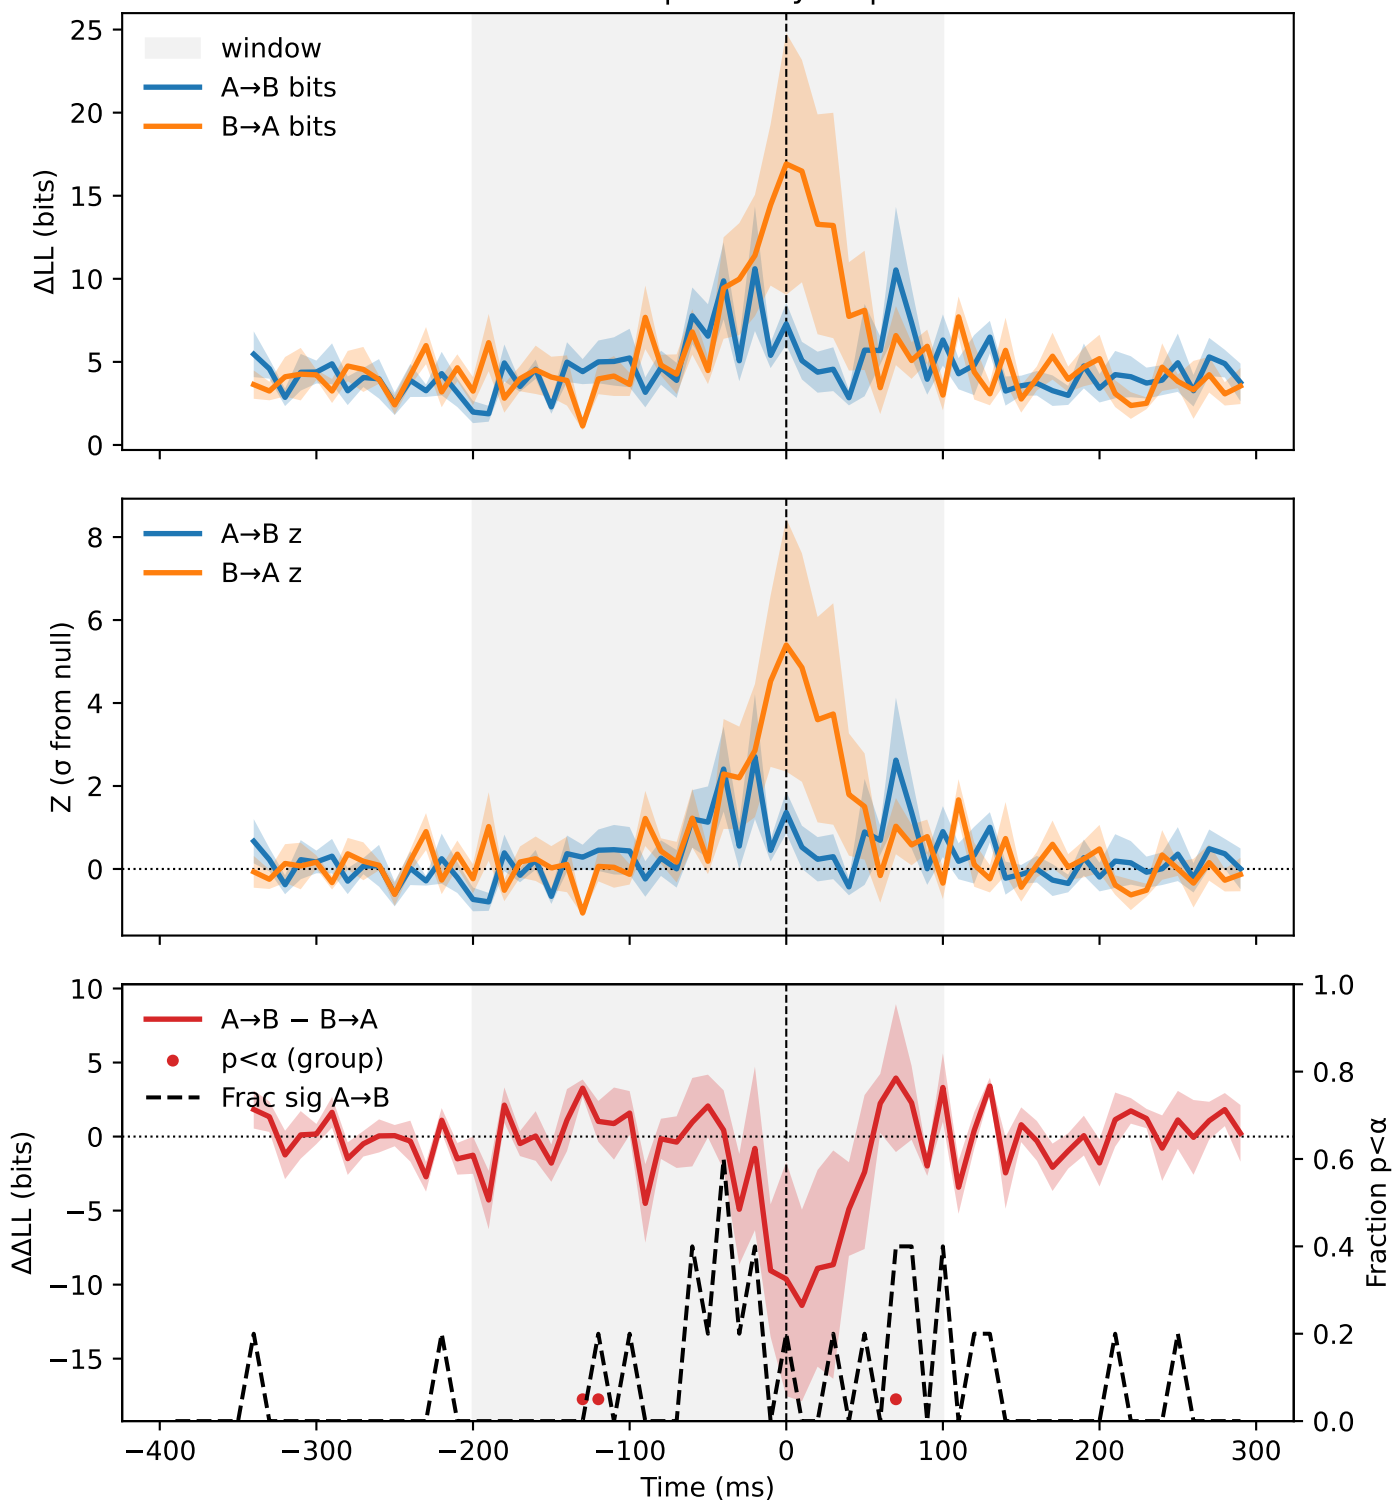 25
20
15
10
5
0
ΔLL (bits)
window
A→B bits
B→A bits
8
6
4
2
0
Z (σ from null)
A→B z
B→A z
10
5
0
−5
−10
−15
ΔΔLL (bits)
A→B − B→A
p<α (group)
Frac sig A→B
1.0
0.8
0.6
0.4
0.2
0.0
Fraction p<α
−400 −300 −200 −100 0 100 200 300
Time (ms)